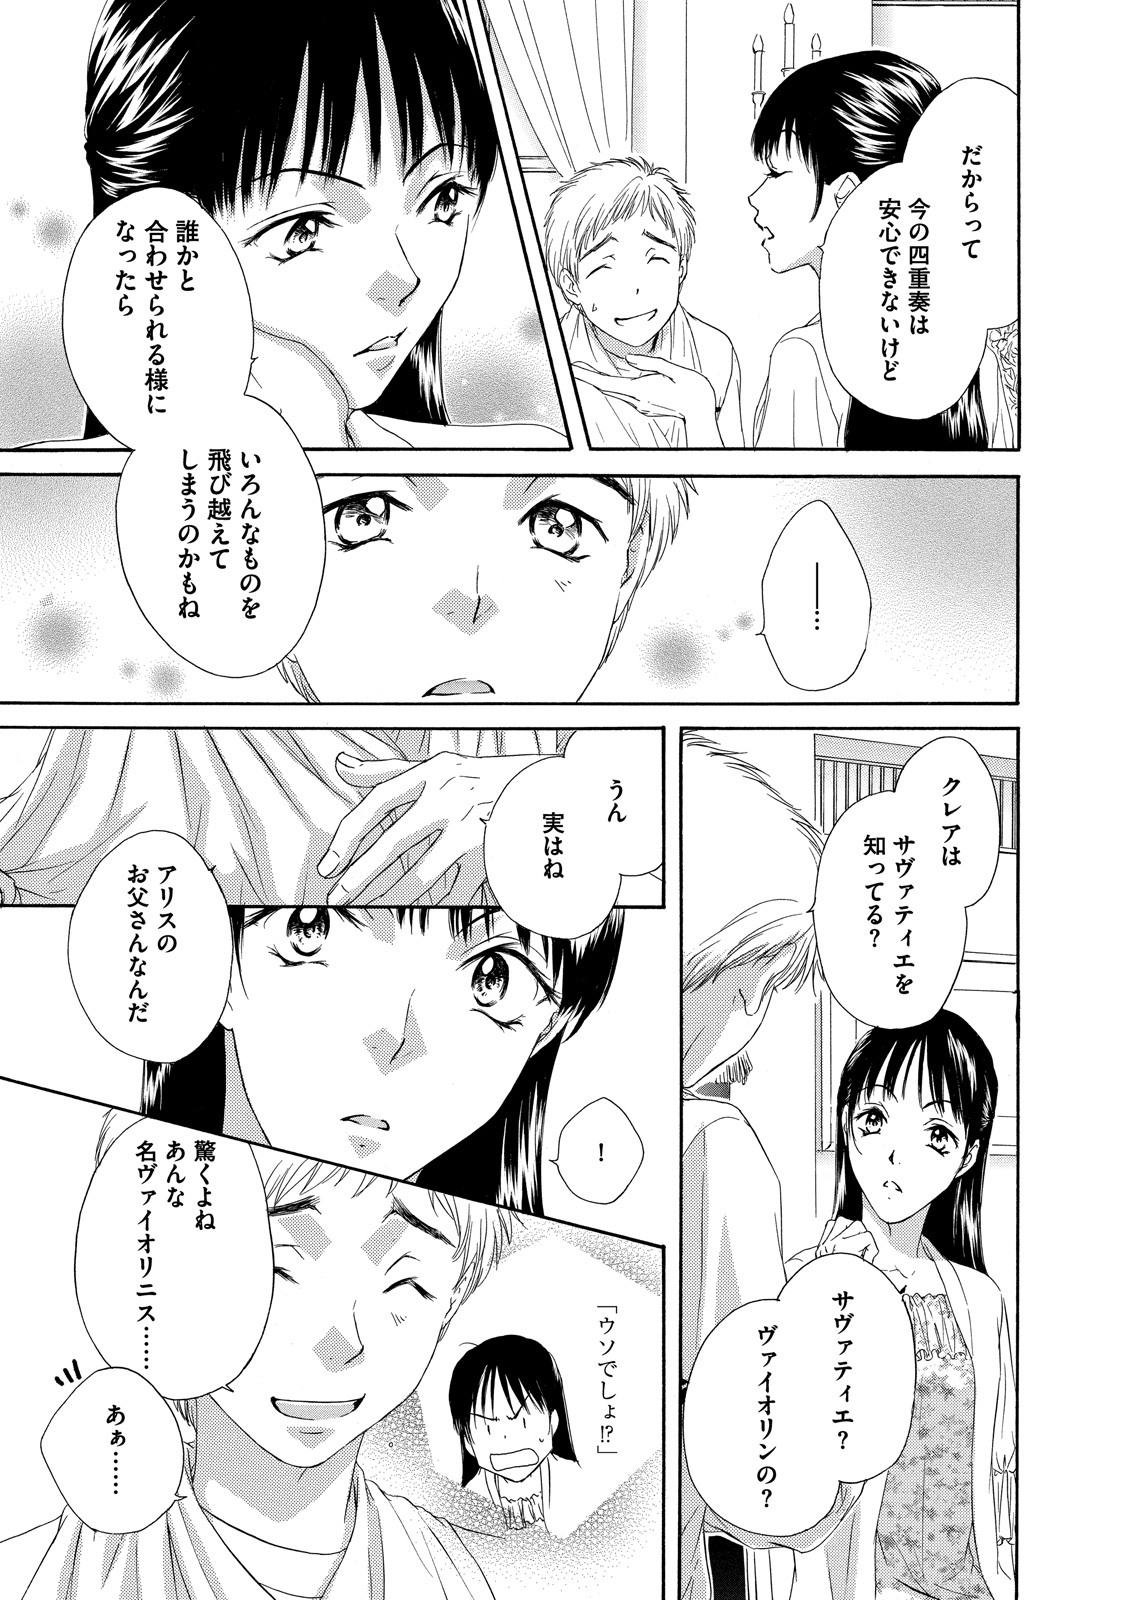 だからって
今の四重奏は
安心できないけど
誰かと
合わせられる様に
なったら
いろんなものを
飛び越えて
しまうのかもね
――…
クレアは
サヴァティエを
知ってる?
サヴァティエ?
ヴァイオリンの?
うん
実はね
アリスの
お父さんなんだ
!
「ウソでしょ!?」
驚くよね
あんな
名ヴァイオリニス……
あぁ……